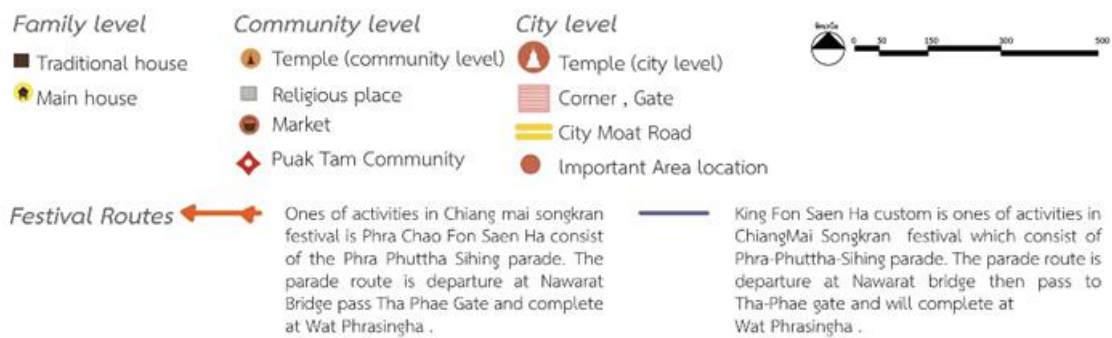 Family level
Traditional house
Main house
Community level
Temple (community level)
Religious place
Market
Puak Tam Community
City level
Temple (city level)
Corner , Gate
City Moat Road
Important Area location
0 50 150 300 500
Festival Routes
Ones of activities in Chiang mai songkran
festival is Phra Chao Fon Saen Ha consist
of the Phra Phuttha Sihing parade. The
parade route is departure at Nawarat
Bridge pass Tha Phae Gate and complete
at Wat Phrasingha .
King Fon Saen Ha custom is ones of activities in
ChiangMai Songkran festival which consist of
Phra-Phuttha-Sihing parade. The parade route is
departure at Nawarat bridge then pass to
Tha-Phae gate and will complete at
Wat Phrasingha .